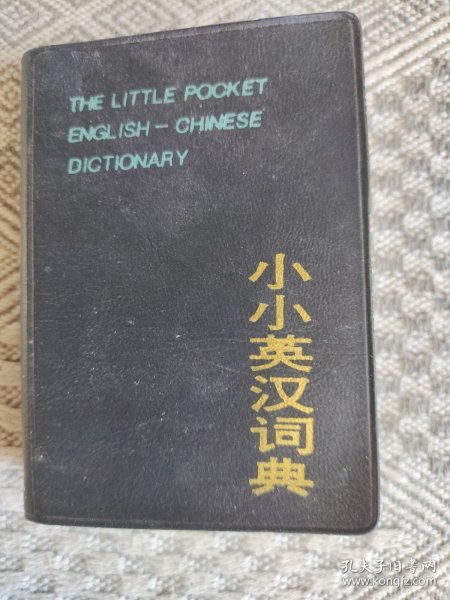 THE LITTLE POCKET
ENGLISH - CHINESE
DICTIONARY
小小英汉词典
孔夫子旧书网
www.kongfz.com